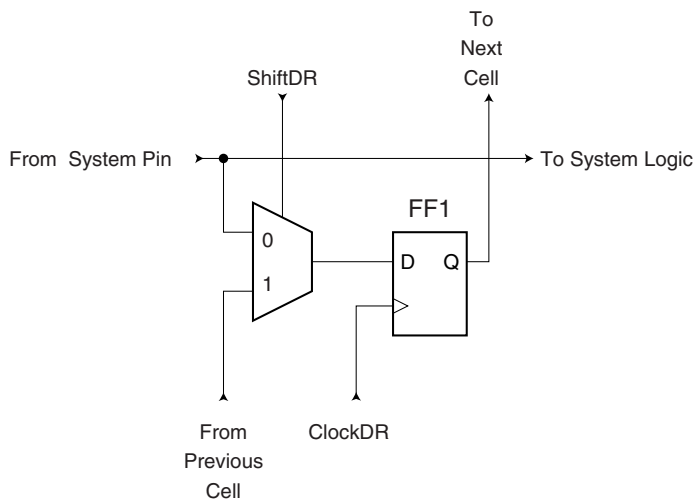 To
Next
Cell
ShiftDR
From System Pin
To System Logic
FF1
0
D Q
1
From
Previous
Cell
ClockDR